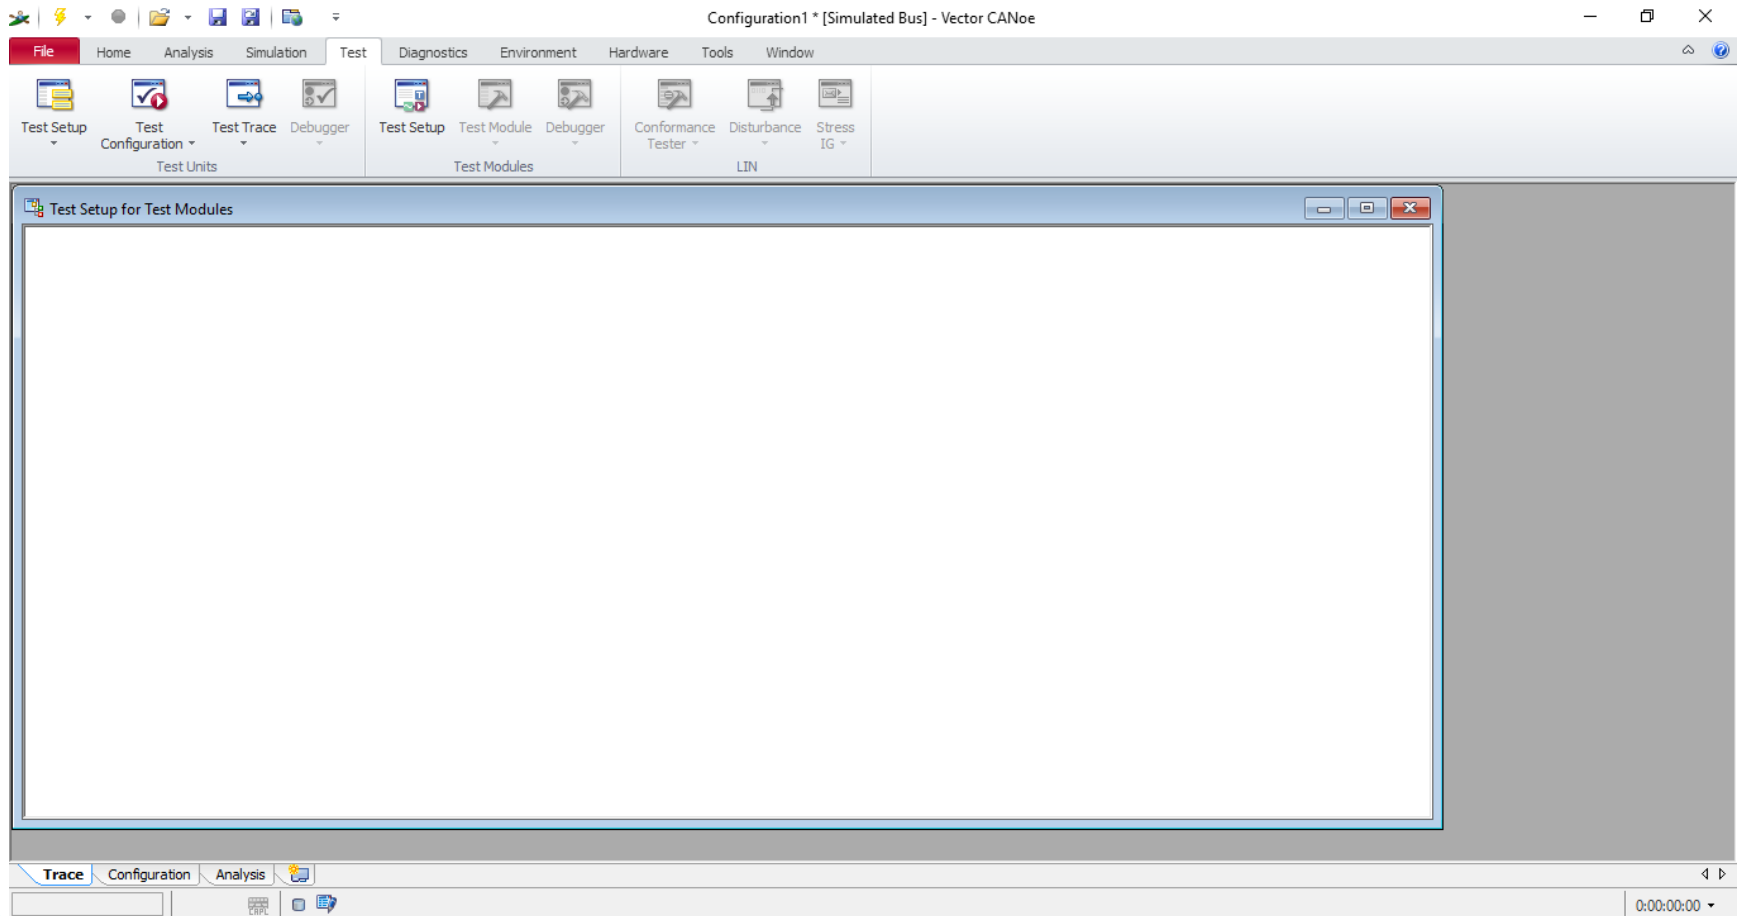 Configuration1 * [Simulated Bus] - Vector CANoe
File Home Analysis Simulation Test Diagnostics Environment Hardware Tools Window
Test Setup Test Configuration Test Trace Debugger Test Setup Test Module Debugger Conformance Tester Disturbance Stress IG
Test Units Test Modules LIN
Test Setup for Test Modules
Trace Configuration Analysis
CAPL
0:00:00:00